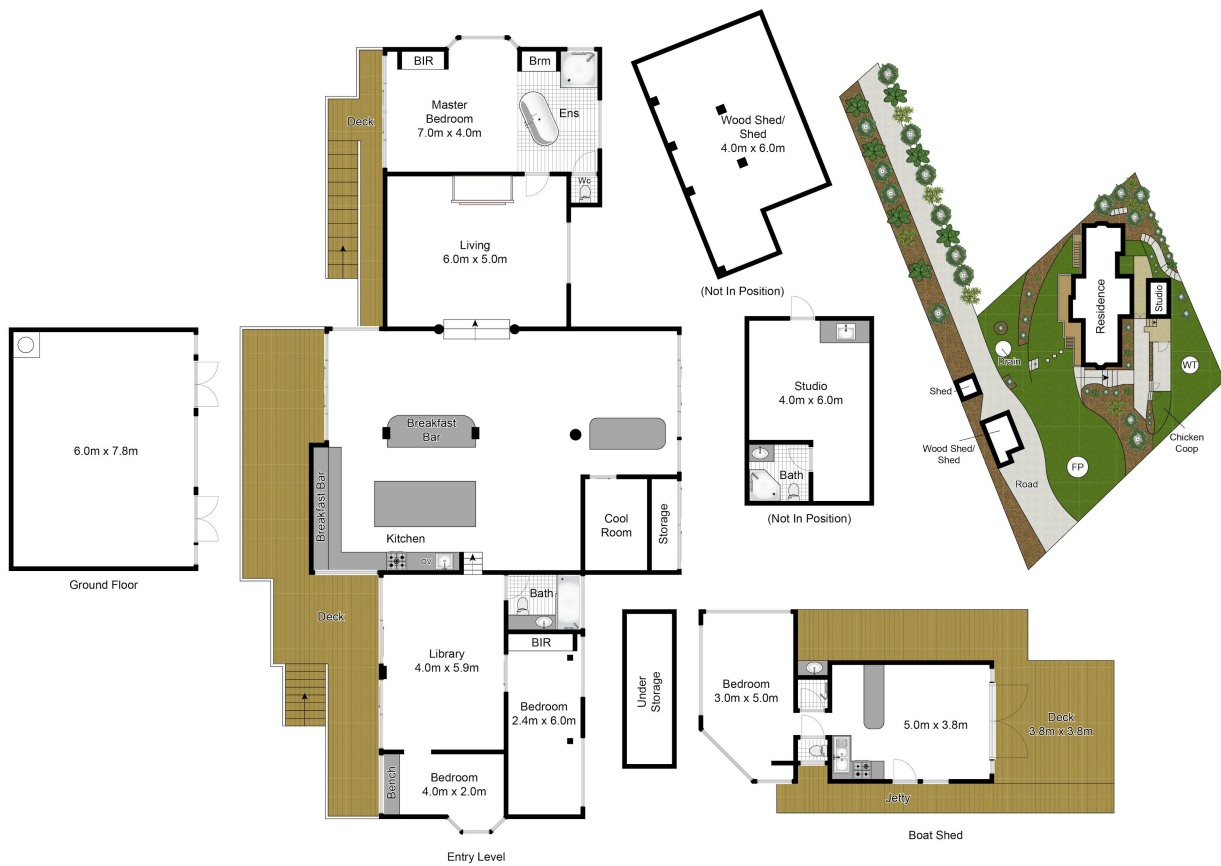 BIR
Brm
Master
Bedroom
7.0m x 4.0m
Ens
Deck
Wc
Living
6.0m x 5.0m
Wood Shed/
Shed
4.0m x 6.0m
(Not In Position)
Residence
Studio
Drain
WT
Shed
Wood Shed/
Shed
Road
FP
Chicken
Coop
6.0m x 7.8m
Ground Floor
Breakfast
Bar
Breakfast Bar
Kitchen
OV
Cool
Room
Storage
Studio
4.0m x 6.0m
Bath
(Not In Position)
Deck
Library
4.0m x 5.9m
Bath
BIR
Bedroom
2.4m x 6.0m
Bench
Bedroom
4.0m x 2.0m
Entry Level
Under
Storage
Bedroom
3.0m x 5.0m
5.0m x 3.8m
Deck
3.8m x 3.8m
Jetty
Boat Shed